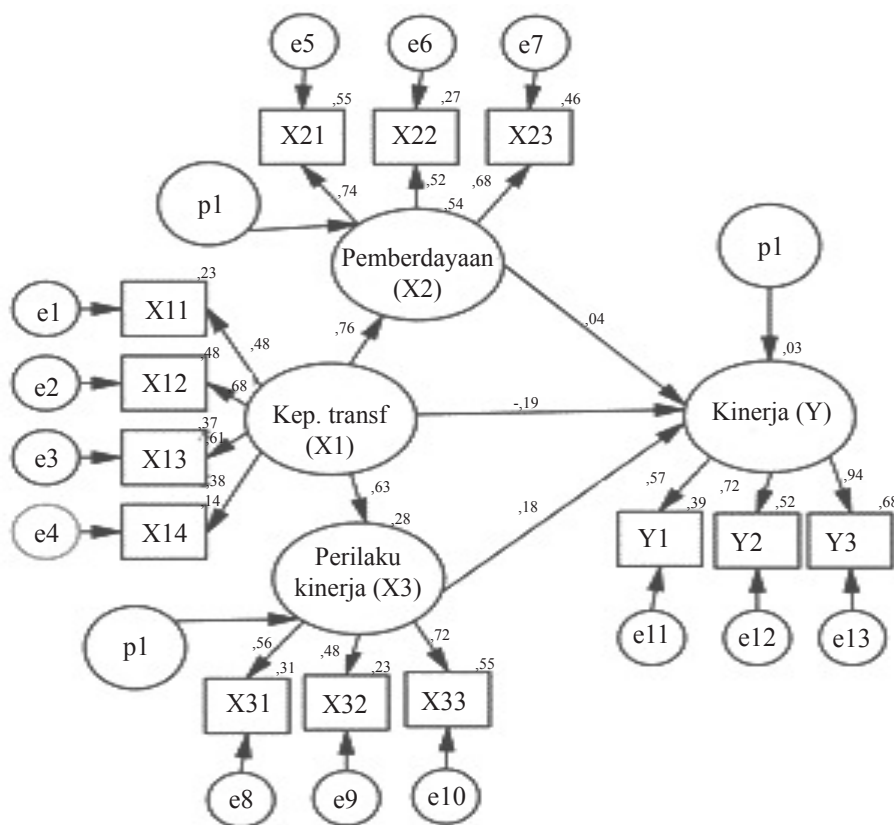 e5
e6
e7
,55
,27
,46
X21
X22
X23
,74
,52
,68
p1
,54
Pemberdayaan
(X2)
p1
,23
e1
X11
,48
,76
,04
,03
e2
,48
X12
,68
Kep. transf
(X1)
-,19
Kinerja (Y)
e3
,37
X13
,61
,38
e4
,14
X14
,63
,18
,57
,72
,94
,28
,39
,52
,68
Y1
Y2
Y3
Perilaku
kinerja (X3)
p1
e11
e12
e13
,56
,48
,72
,31
,23
,55
X31
X32
X33
e8
e9
e10